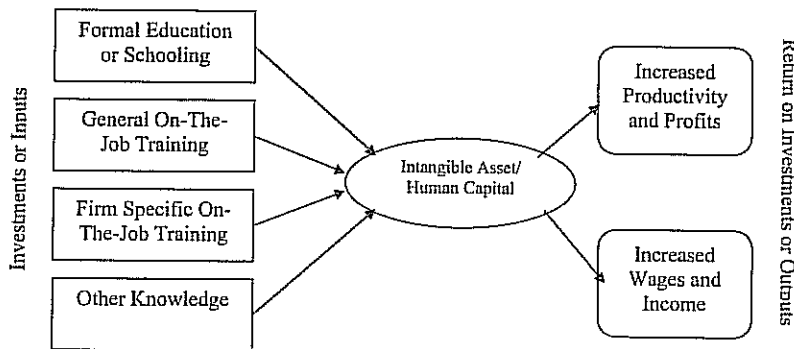 Investments or Inputs
Formal Education
or Schooling
General On-The-
Job Training
Firm Specific On-
The-Job Training
Other Knowledge
Intangible Asset/
Human Capital
Increased
Productivity
and Profits
Increased
Wages and
Income
Return on Investments or Outputs